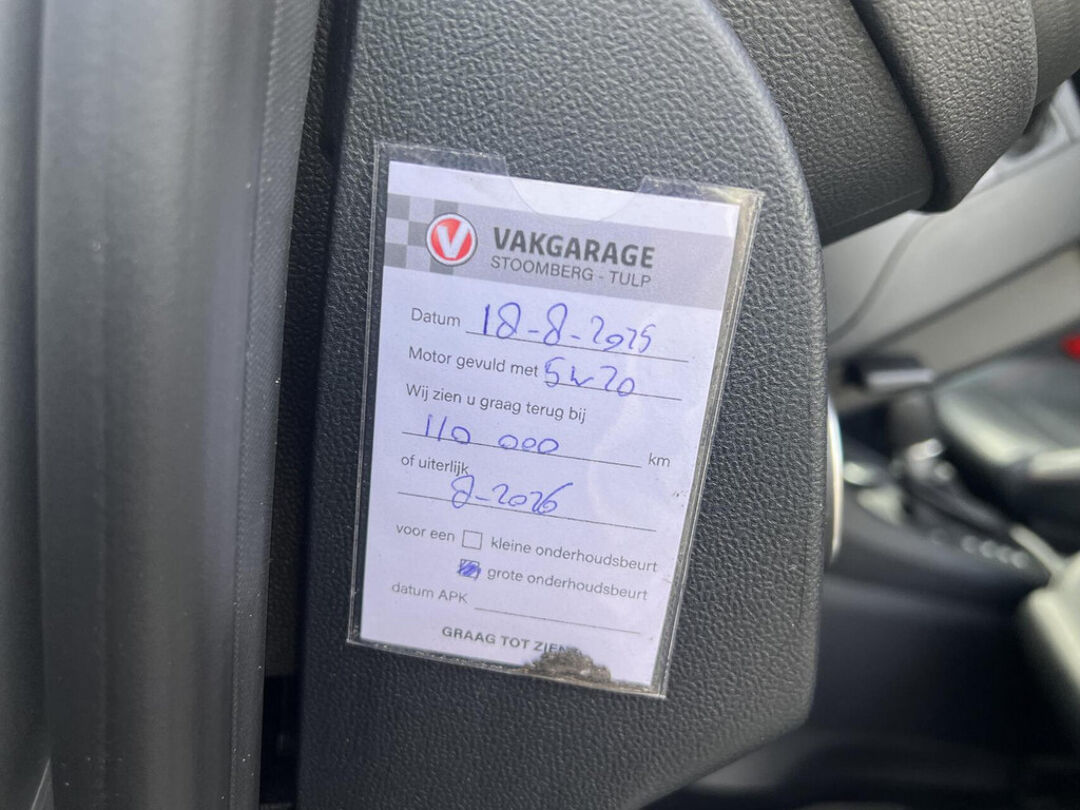 V VAKGARAGE
STOOMBERG - TULP
Datum 18-8-2025
Motor gevuld met 5w20
Wij zien u graag terug bij
110 000 km
of uiterlijk
8-2026
voor een kleine onderhoudsbeurt
grote onderhoudsbeurt
datum APK
GRAAG TOT ZIENS